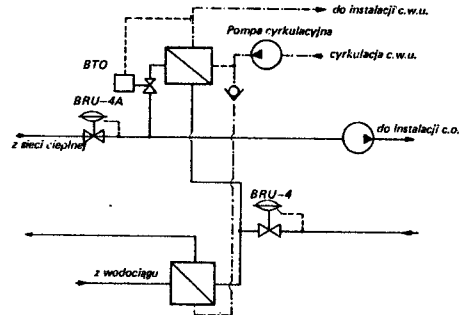 do instalacji c.w.u.
Pompa cyrkulacyjna
cyrkulacja c.w.u.
BTO
BRU-4A
z sieci cieplnej
do instalacji c.o.
BRU-4
z wodociągu